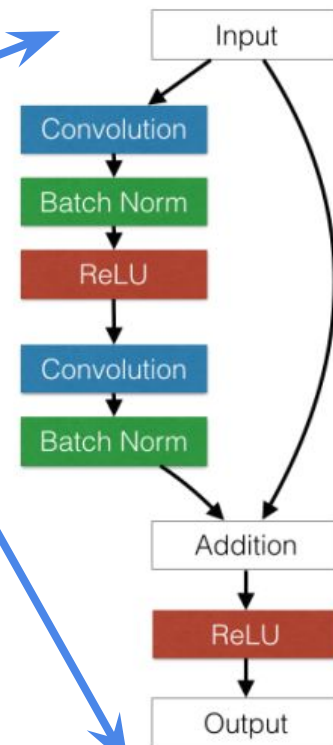 Input
Convolution
Batch Norm
ReLU
Convolution
Batch Norm
Addition
ReLU
Output